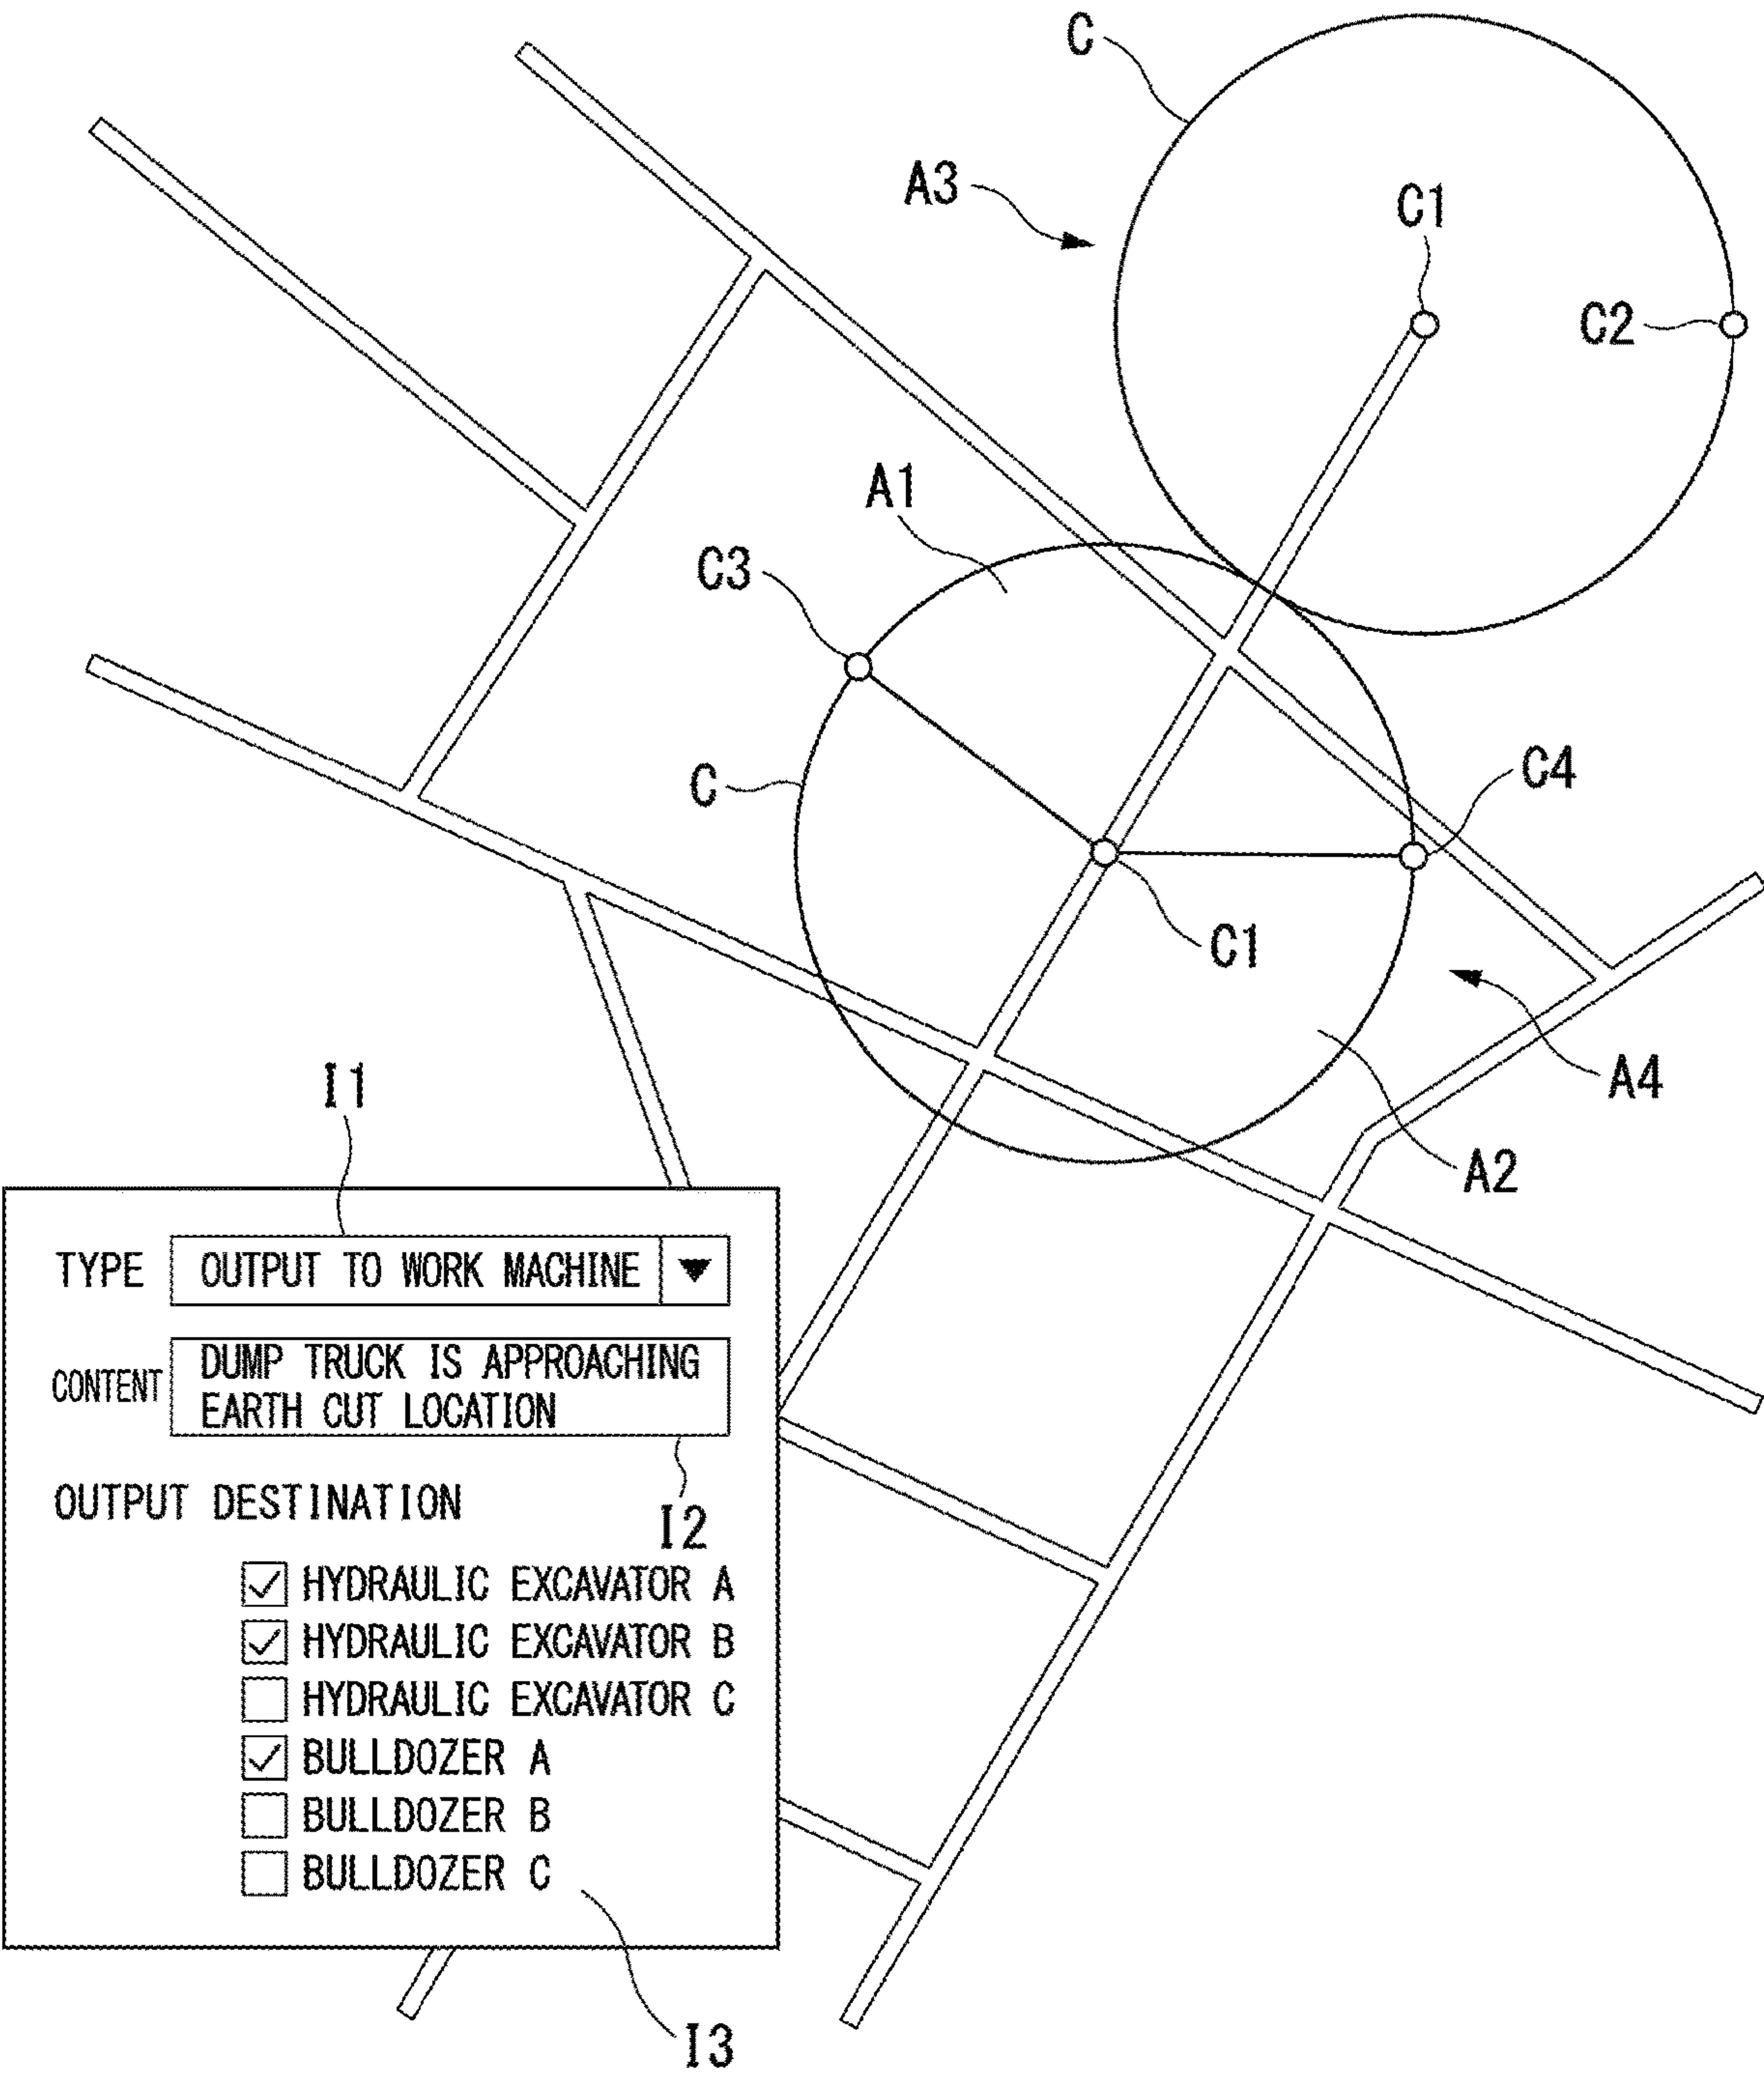 C
A3
C1
C2
A1
C3
C
C4
C1
A4
A2
I1
TYPE OUTPUT TO WORK MACHINE
CONTENT DUMP TRUCK IS APPROACHING
EARTH CUT LOCATION
OUTPUT DESTINATION
I2
HYDRAULIC EXCAVATOR A
HYDRAULIC EXCAVATOR B
HYDRAULIC EXCAVATOR C
BULLDOZER A
BULLDOZER B
BULLDOZER C
I3